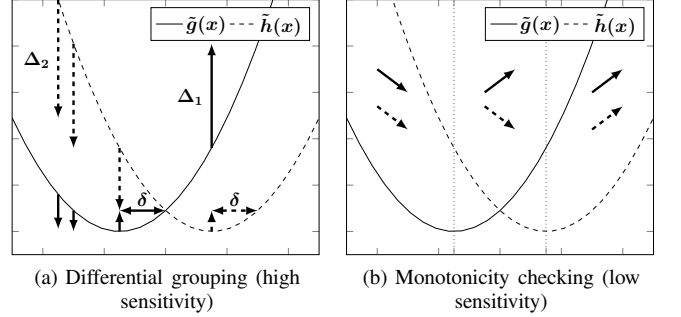 g̃(x) h̃(x)
Δ₂
Δ₁
δ
δ
(a) Differential grouping (high
sensitivity)
g̃(x) h̃(x)
(b) Monotonicity checking (low
sensitivity)